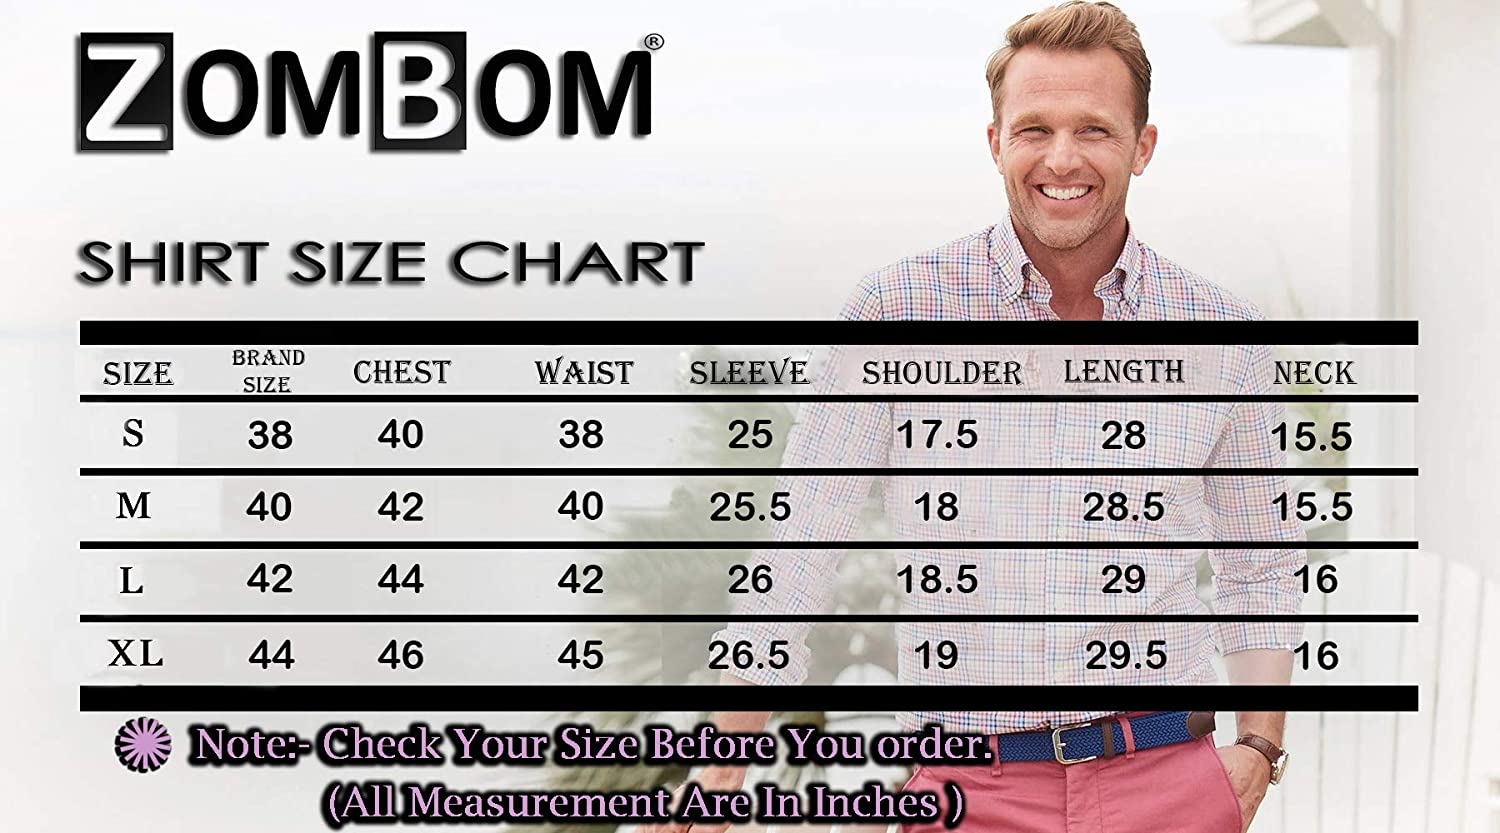 ZOMBOM®
SHIRT SIZE CHART
SIZE BRAND SIZE CHEST WAIST SLEEVE SHOULDER LENGTH NECK
S 38 40 38 25 17.5 28 15.5
M 40 42 40 25.5 18 28.5 15.5
L 42 44 42 26 18.5 29 16
XL 44 46 45 26.5 19 29.5 16
Note:- Check Your Size Before You order.
(All Measurement Are In Inches )